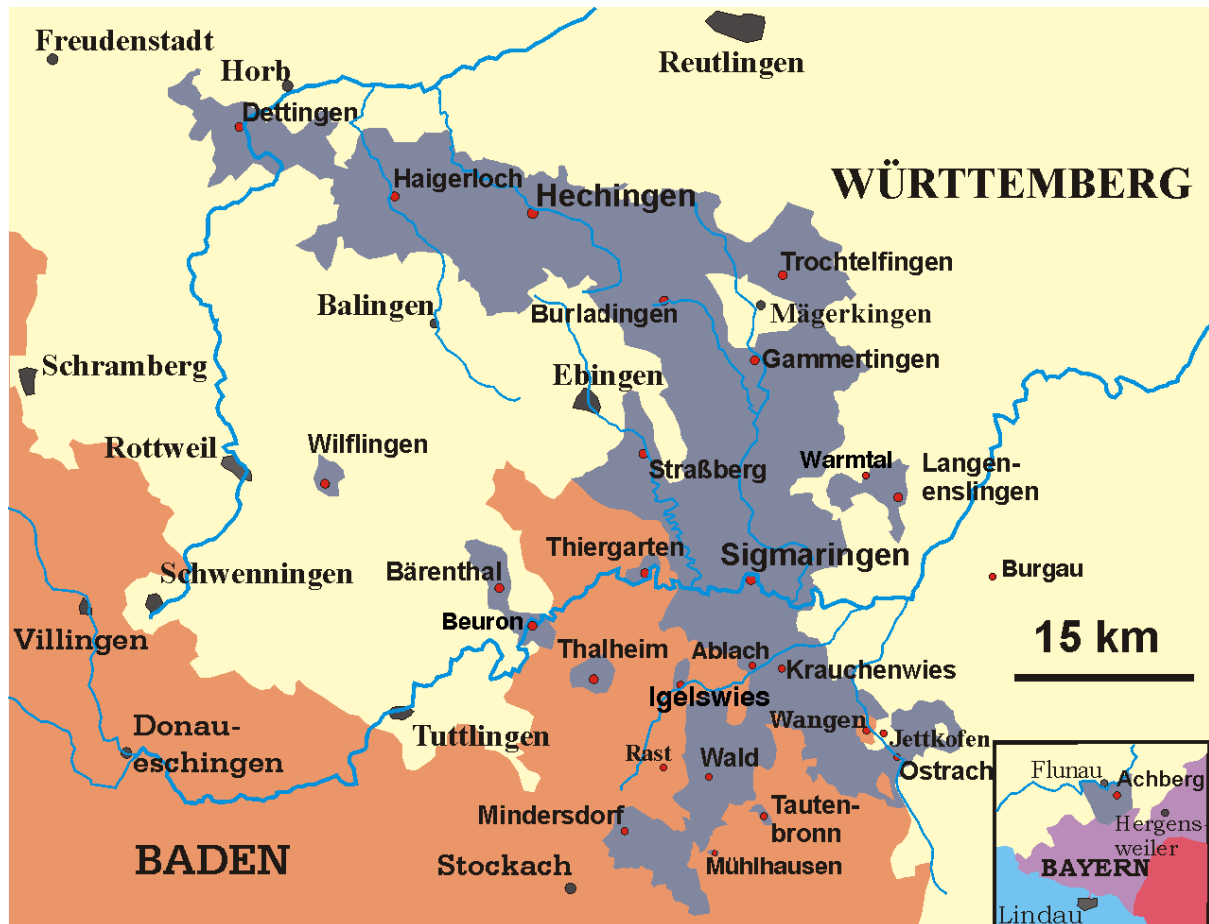 Freudenstadt
Horb
Reutlingen
Dettingen
Haigerloch
Hechingen
WÜRTTEMBERG
Trochtelfingen
Balingen
Burladingen
Mägerkingen
Schramberg
Ebingen
Gammertingen
Rottweil
Wilflingen
Straßberg
Warmtal
Langen-
enslingen
Thiergarten
Sigmaringen
Schwenningen
Bärenthal
Burgau
Villingen
Beuron
15 km
Thalheim
Ablach
Krauchenwies
Igelswies
Donau-
eschingen
Tuttlingen
Wangen
Jettkofen
Rast
Wald
Ostrach
Flunau
Achberg
Mindersdorf
Tauten-
bronn
Hergens-
weiler
BADEN
Stockach
Mühlhausen
BAYERN
Lindau